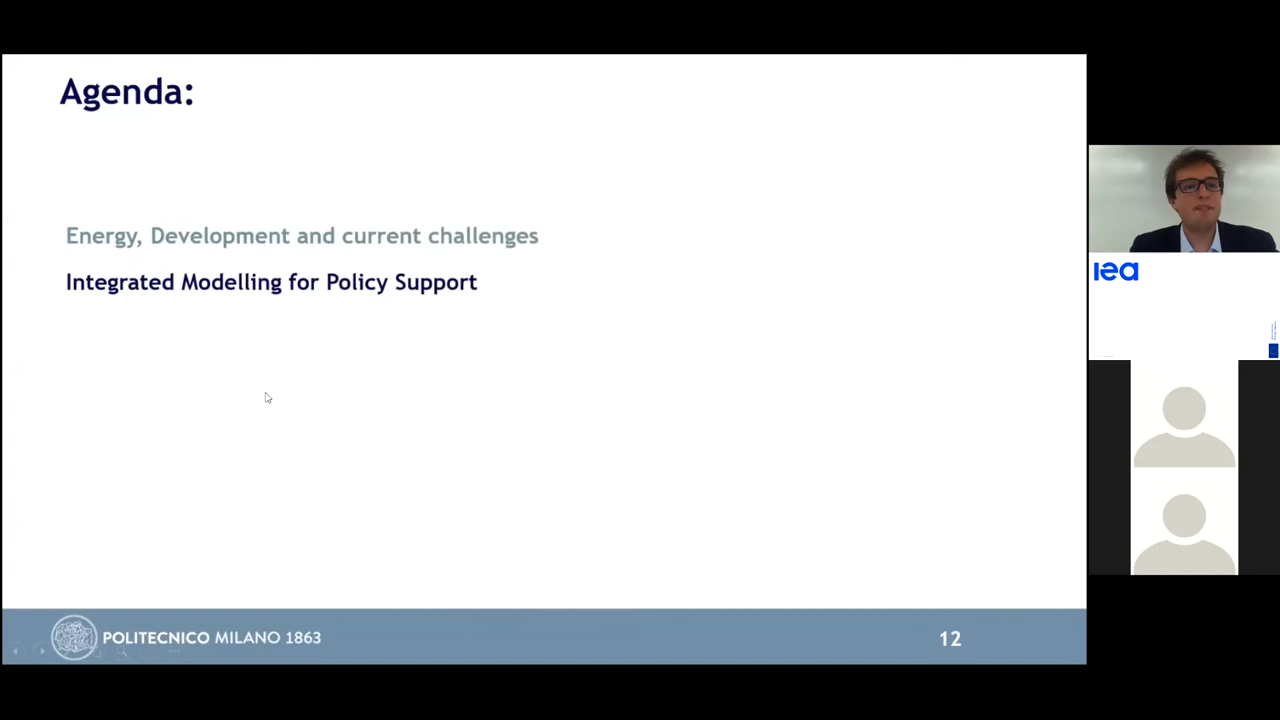 Agenda:
Energy, Development and current challenges
Integrated Modelling for Policy Support
POLITECNICO MILANO 1863
12
iea